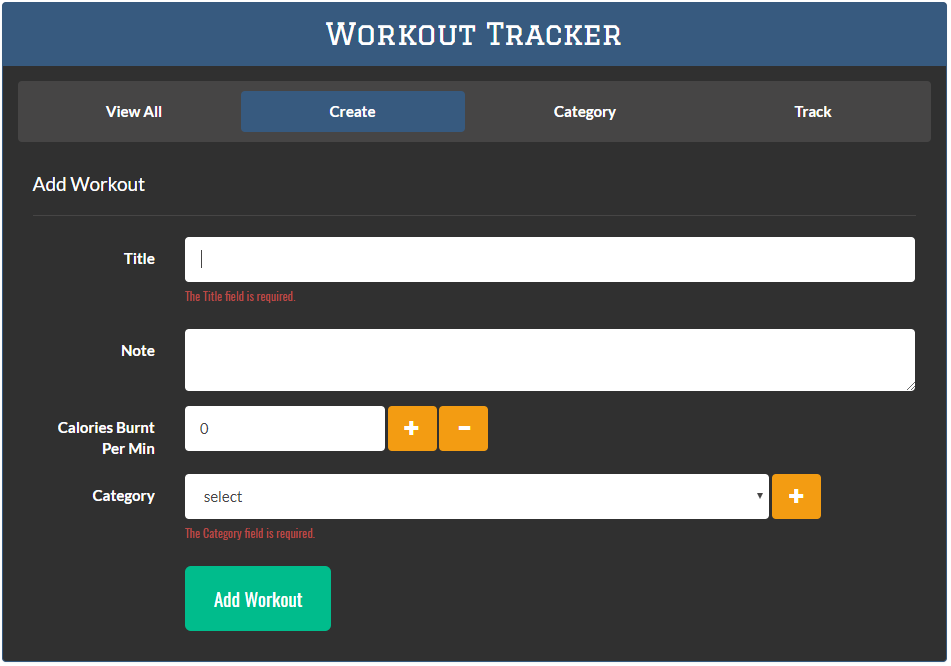 Workout Tracker
View All Create Category Track
Add Workout
Title
The Title field is required.
Note
Calories Burnt
Per Min
0 + −
Category select +
The Category field is required.
Add Workout